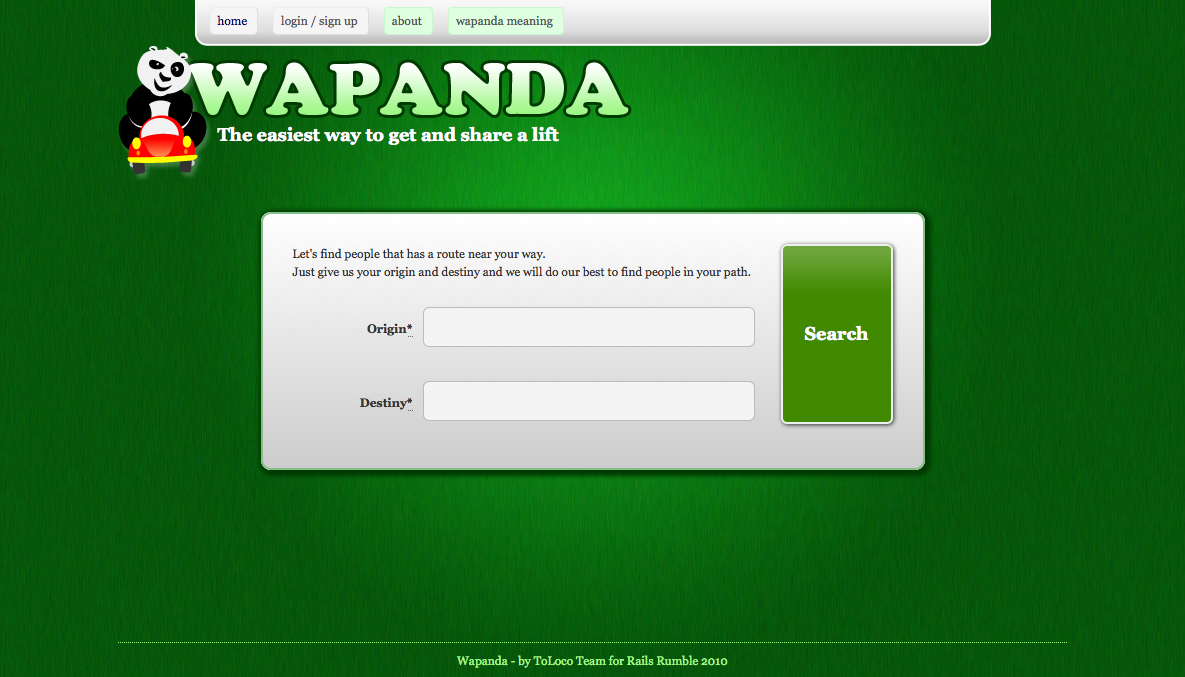 home
login / sign up
about
wapanda meaning
WAPANDA
The easiest way to get and share a lift
Let's find people that has a route near your way.
Just give us your origin and destiny and we will do our best to find people in your path.
Origin*
Destiny*
Search
Wapanda - by ToLoco Team for Rails Rumble 2010